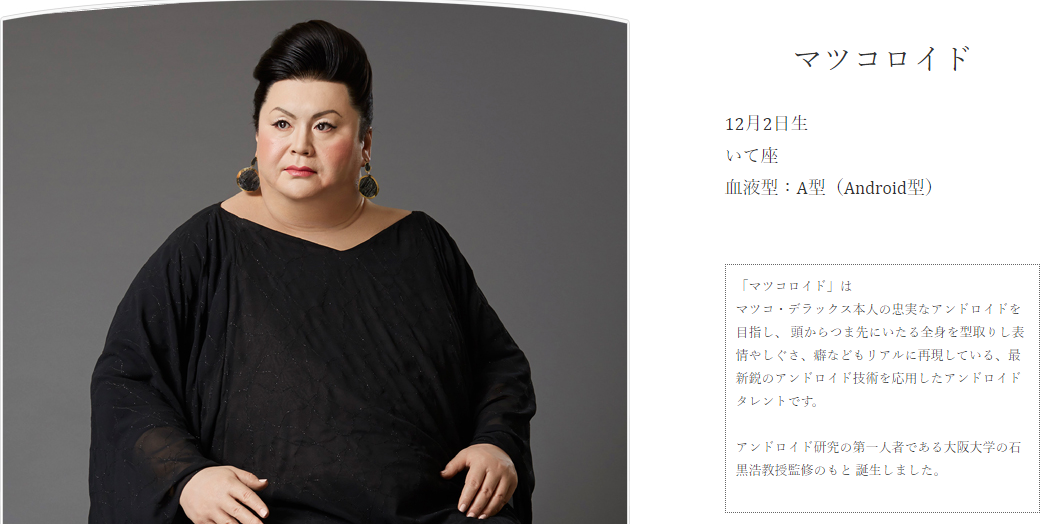 マツコロイド
12月2日生
いて座
血液型：A型（Android型）
「マツコロイド」は
マツコ・デラックス本人の忠実なアンドロイドを
目指し、 頭からつま先にいたる全身を型取りし表
情やしぐさ、癖などもリアルに再現している、最
新鋭のアンドロイド技術を応用したアンドロイド
タレントです。
アンドロイド研究の第一人者である大阪大学の石
黒浩教授監修のもと 誕生しました。